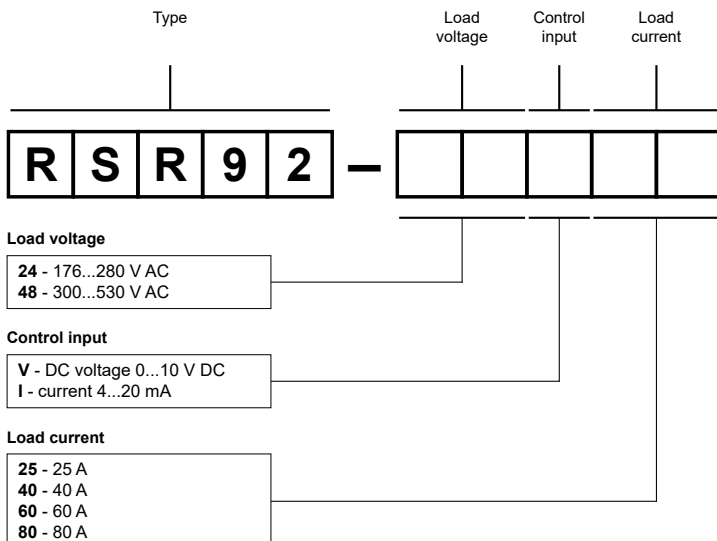 Type
Load voltage
Control input
Load current
RSR92–
Load voltage
24 - 176...280 V AC
48 - 300...530 V AC
Control input
V - DC voltage 0...10 V DC
I - current 4...20 mA
Load current
25 - 25 A
40 - 40 A
60 - 60 A
80 - 80 A